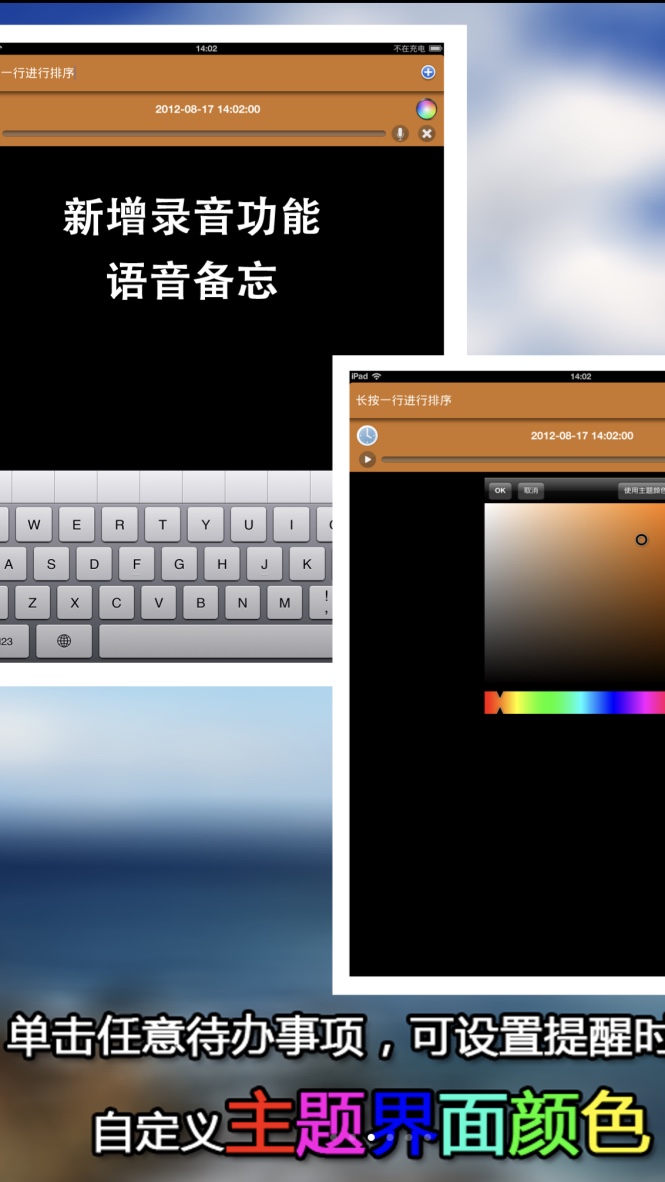 14:02 不在充电
一行进行排序
2012-08-17 14:02:00
新增录音功能
语音备忘
W E R T Y U I
A S D F G H J K
Z X C V B N M ! ,
123
iPad 14:02
长按一行进行排序
2012-08-17 14:02:00
OK 取消 使用主题颜色
单击任意待办事项，可设置提醒时
自定义主题界面颜色